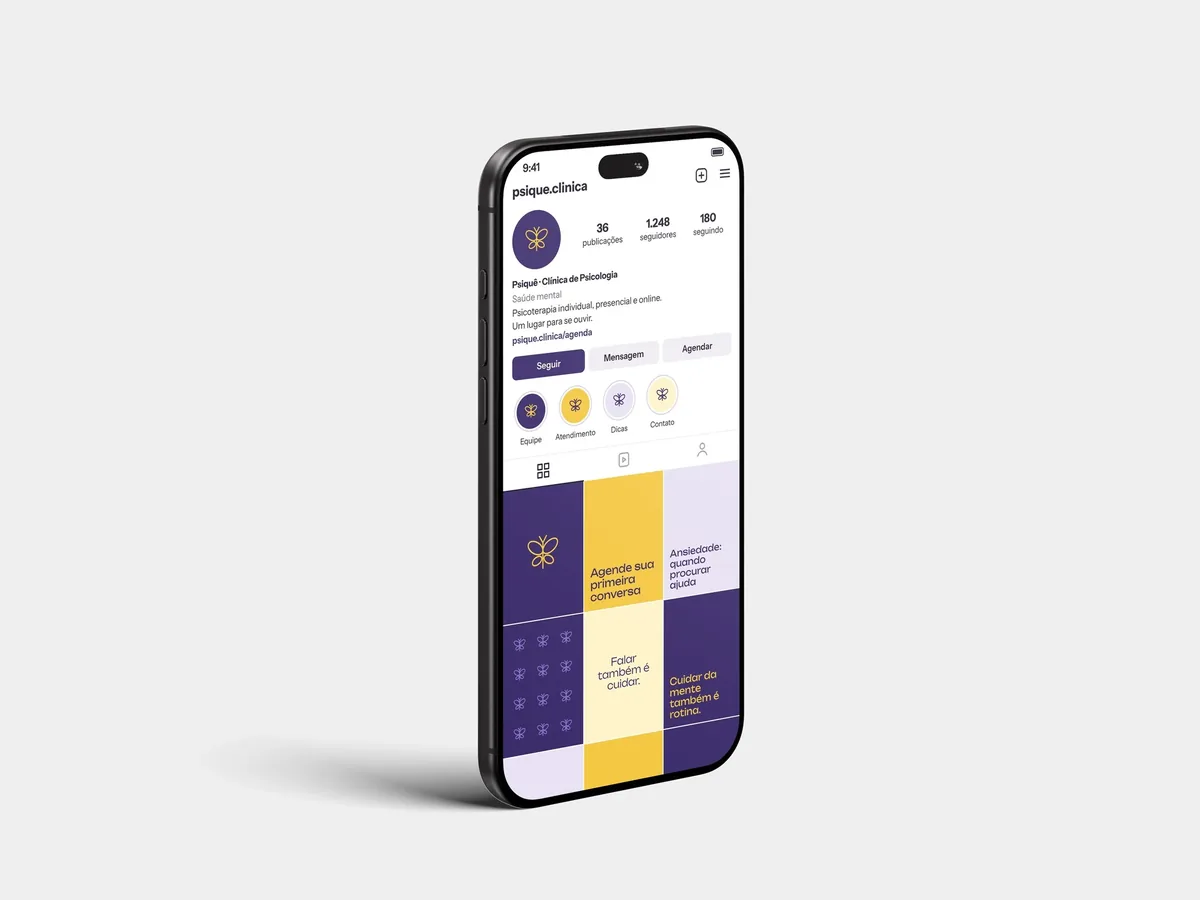 9:41
psique.clinica
36
publicações
1.248
seguidores
180
seguindo
Psiquê · Clínica de Psicologia
Saúde mental
Psicoterapia individual, presencial e online.
Um lugar para se ouvir.
psique.clinica/agenda
Seguir
Mensagem
Agendar
Equipe
Atendimento
Dicas
Contato
Agende sua
primeira
conversa
Ansiedade:
quando
procurar
ajuda
Falar
também é
cuidar.
Cuidar da
mente
também é
rotina.